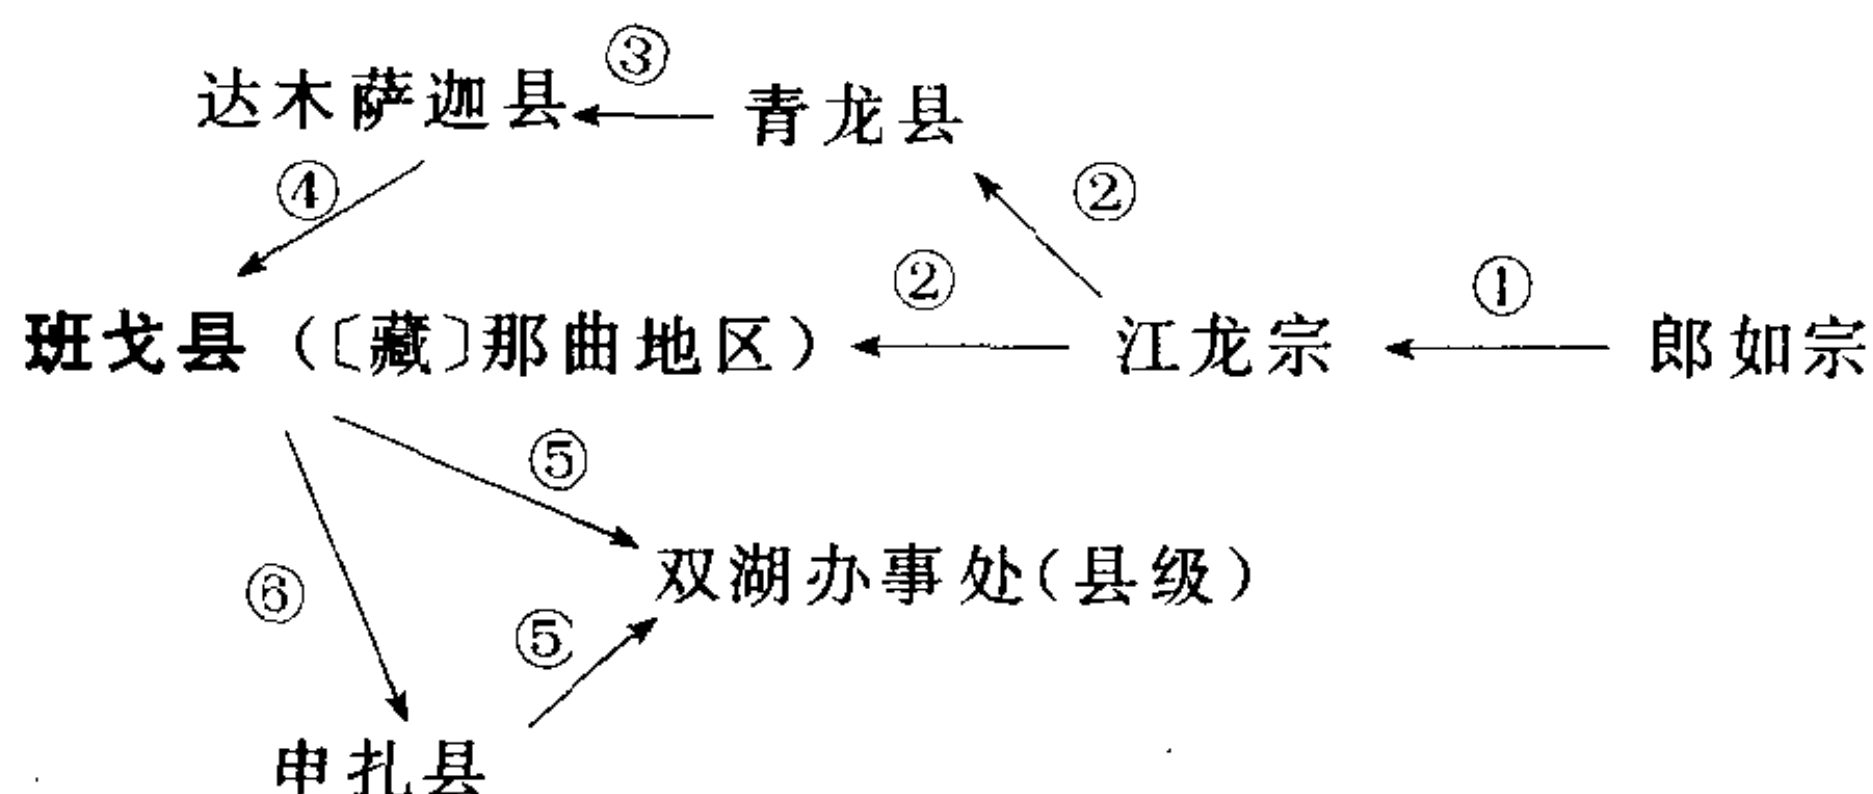 ③
达木萨迦县 青龙县
④ ②
② ①
班戈县（〔藏〕那曲地区） 江龙宗 郎如宗
⑤
双湖办事处（县级）
⑥ ⑤
申扎县